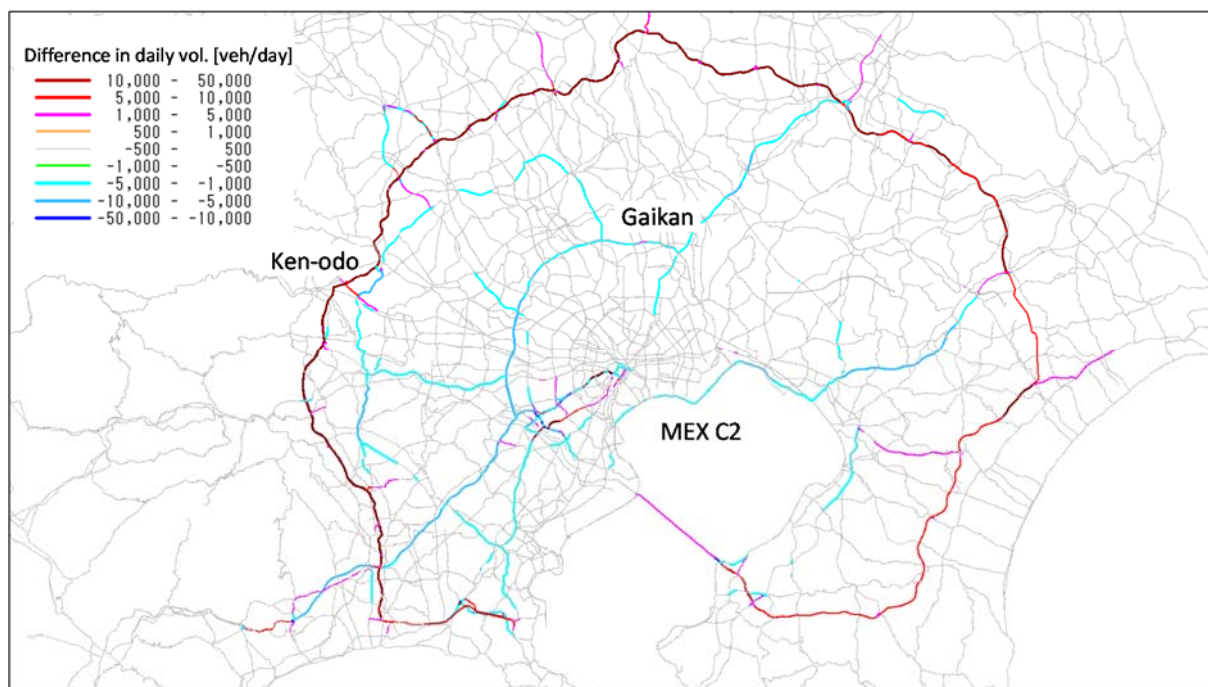 Difference in daily vol. [veh/day]
10,000 - 50,000
5,000 - 10,000
1,000 - 5,000
500 - 1,000
-500 - 500
-1,000 - -500
-5,000 - -1,000
-10,000 - -5,000
-50,000 - -10,000
Gaikan
Ken-odo
MEX C2